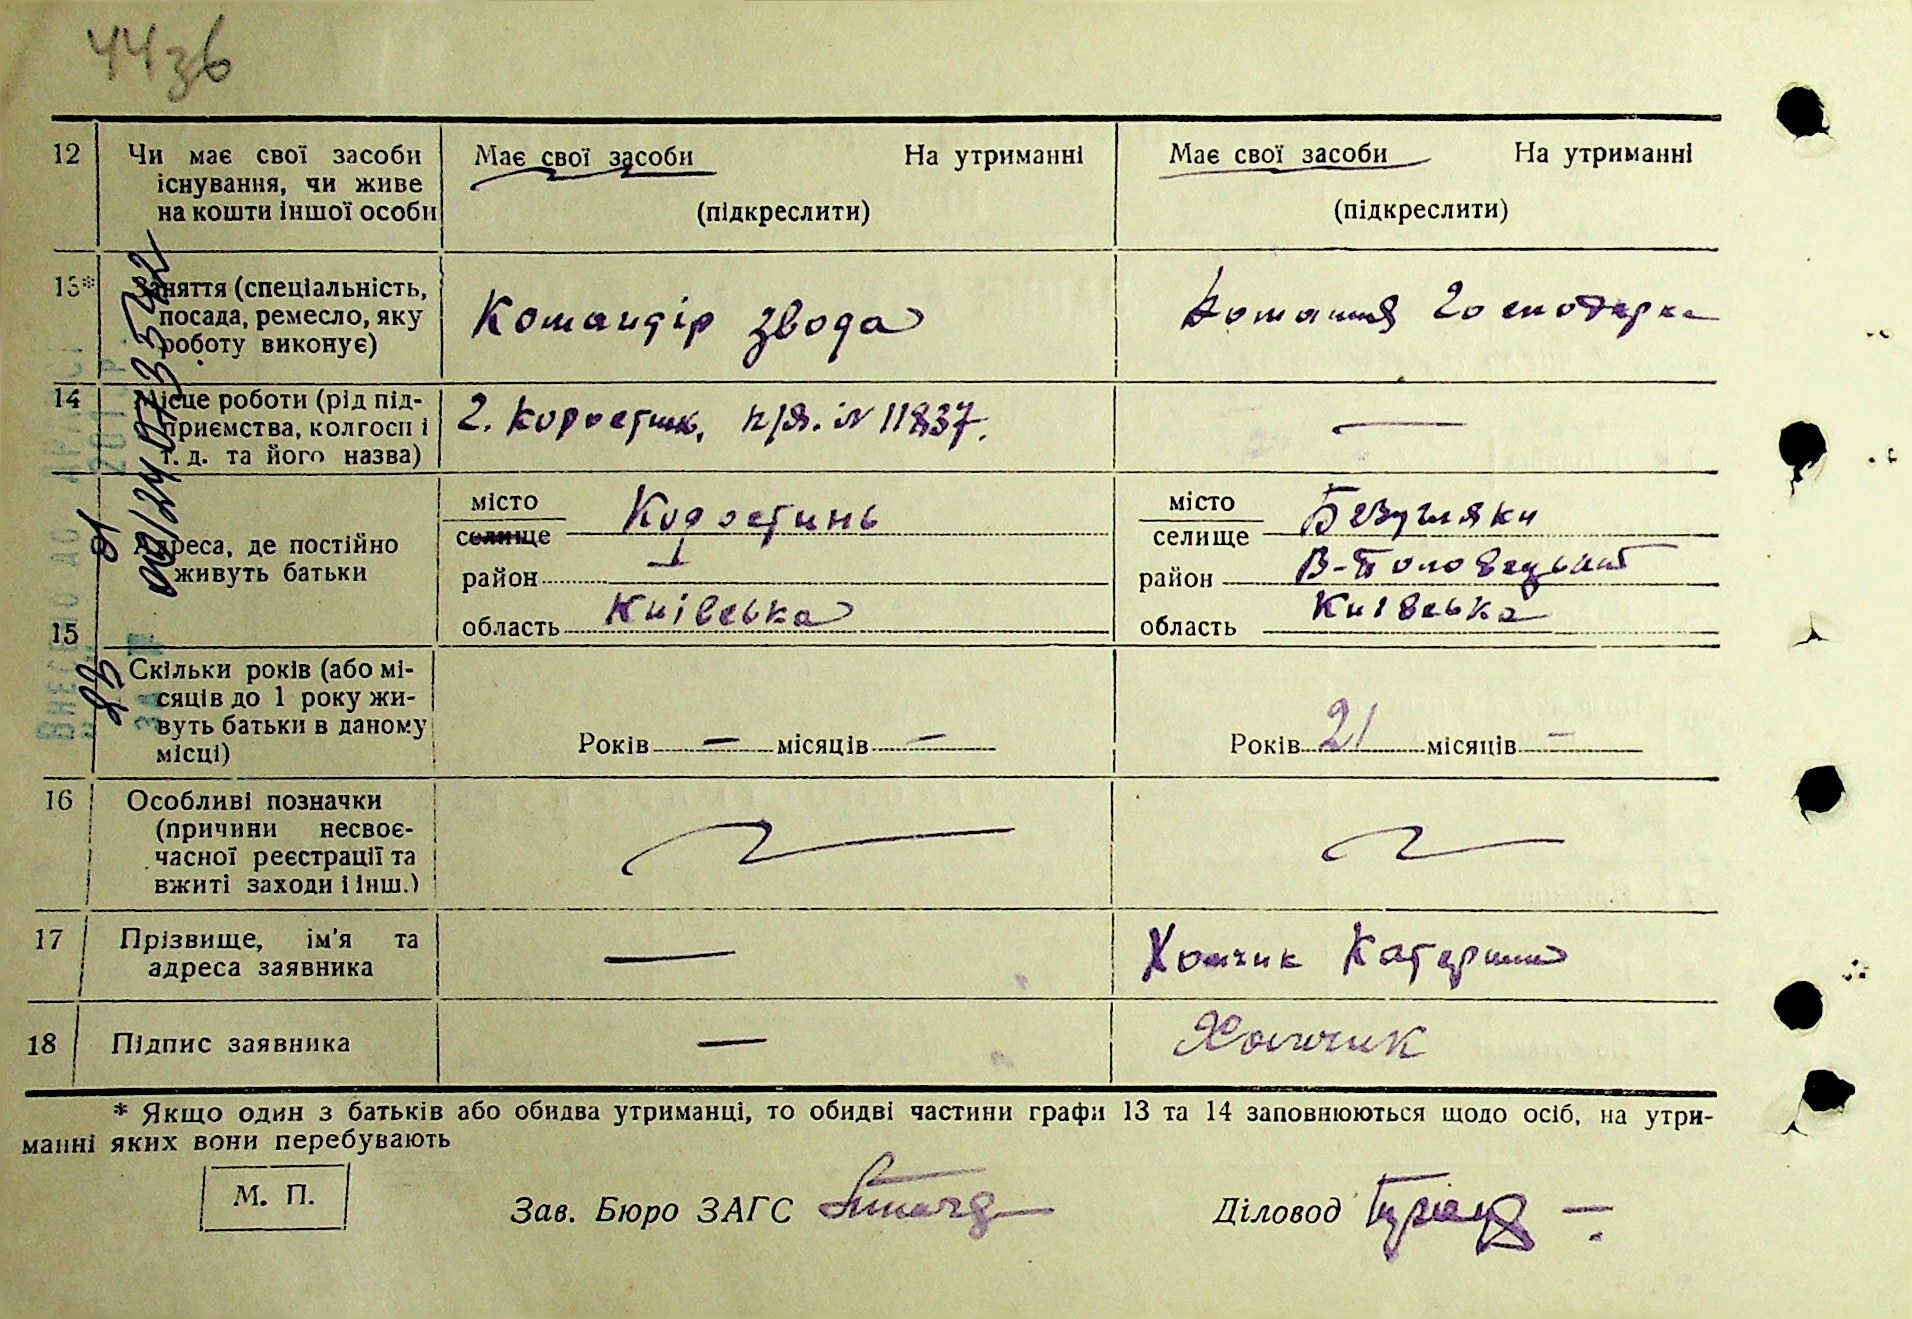 44зв
12 Чи має свої засоби існування, чи живе на кошти іншої особи
Має свої засоби На утриманні
(підкреслити)
Має свої засоби На утриманні
(підкреслити)
13* Заняття (спеціальність, посада, ремесло, яку роботу виконує)
Командір звода
Домашня Господарка
14 Місце роботи (рід підприємства, колгосп і т. д. та його назва)
г. Коростинь, п/я. № 11837.
—
15 Адреса, де постійно живуть батьки
місто
селище Коростинь
район —
область Київська
місто
селище Безугляки
район В-Половецький
область Київська
Скільки років (або місяців до 1 року живуть батьки в даному місці)
Років — місяців —
Років 21 місяців —
16 Особливі позначки (причини несвоєчасної реєстрації та вжиті заходи і інш.)
17 Прізвище, ім'я та адреса заявника
—
Хомчик Катерина
18 Підпис заявника
—
Хомчик
* Якщо один з батьків або обидва утриманці, то обидві частини графи 13 та 14 заповнюються щодо осіб, на утри-
манні яких вони перебувають
М. П.
Зав. Бюро ЗАГС
Діловод